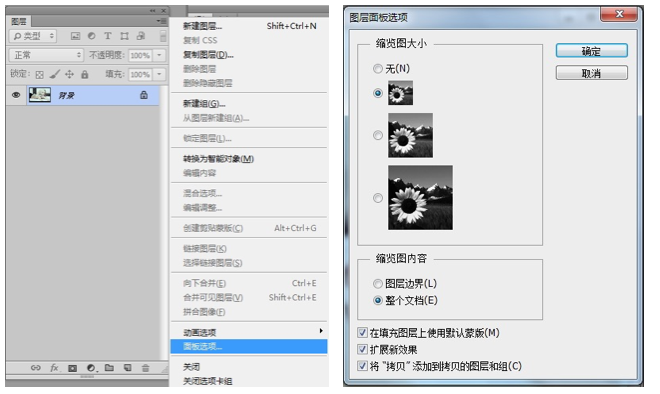 图层
类型
正常
不透明度: 100%
锁定:
填充: 100%
背景
fx
新建图层... Shift+Ctrl+N
复制 CSS
复制图层(D)...
删除图层
删除隐藏图层
新建组(G)...
从图层新建组(A)...
锁定图层(L)...
转换为智能对象(M)
编辑内容
混合选项...
编辑调整...
创建剪贴蒙版(C) Alt+Ctrl+G
链接图层(K)
选择链接图层(S)
向下合并(E) Ctrl+E
合并可见图层(V) Shift+Ctrl+E
拼合图像(F)
动画选项
面板选项...
关闭
关闭选项卡组
图层面板选项
缩览图大小
无(N)
确定
取消
缩览图内容
图层边界(L)
整个文档(E)
在填充图层上使用默认蒙版(M)
扩展新效果
将 “拷贝” 添加到拷贝的图层和组(C)